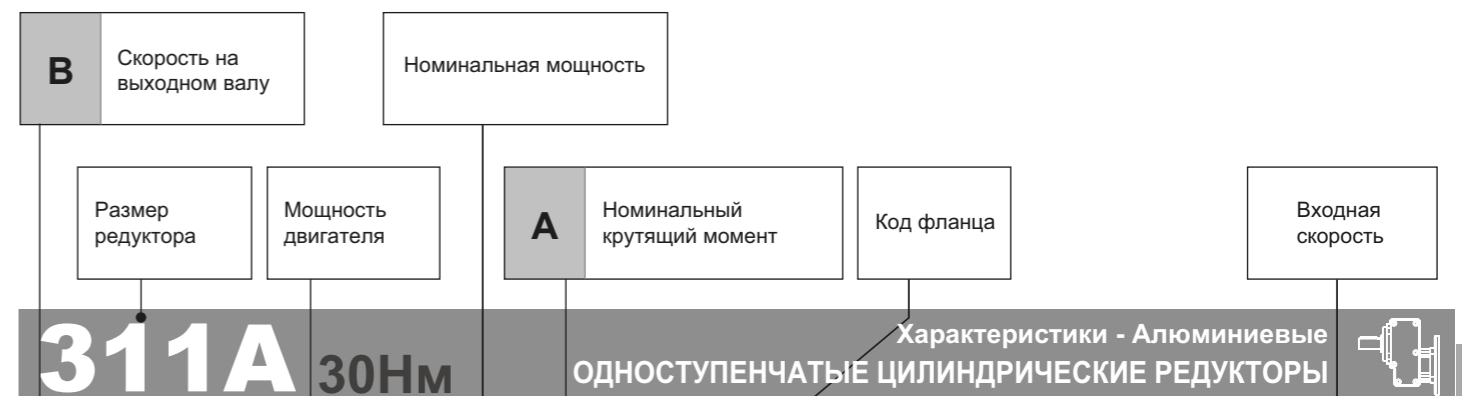 B
Скорость на
выходном валу
Номинальная мощность
Размер
редуктора
Мощность
двигателя
A
Номинальный
крутящий момент
Код фланца
Входная
скорость
311A 30Нм
Характеристики - Алюминиевые
ОДНОСТУПЕНЧАТЫЕ ЦИЛИНДРИЧЕСКИЕ РЕДУКТОРЫ